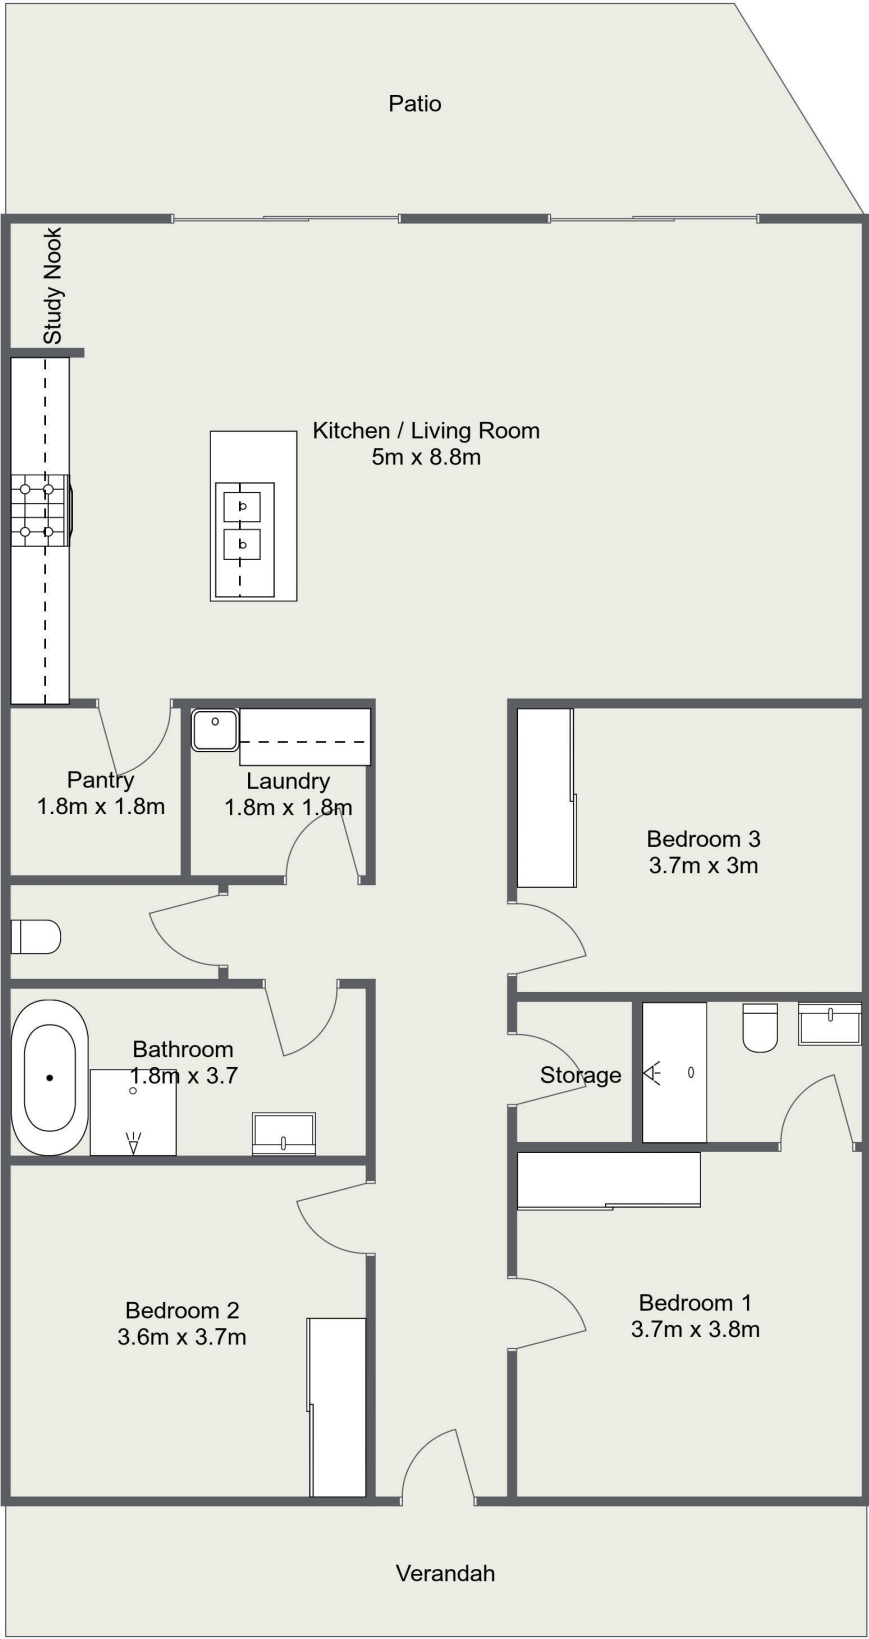 Patio
Study Nook
Kitchen / Living Room
5m x 8.8m
Pantry
1.8m x 1.8m
Laundry
1.8m x 1.8m
Bedroom 3
3.7m x 3m
Bathroom
1.8m x 3.7
Storage
Bedroom 2
3.6m x 3.7m
Bedroom 1
3.7m x 3.8m
Verandah